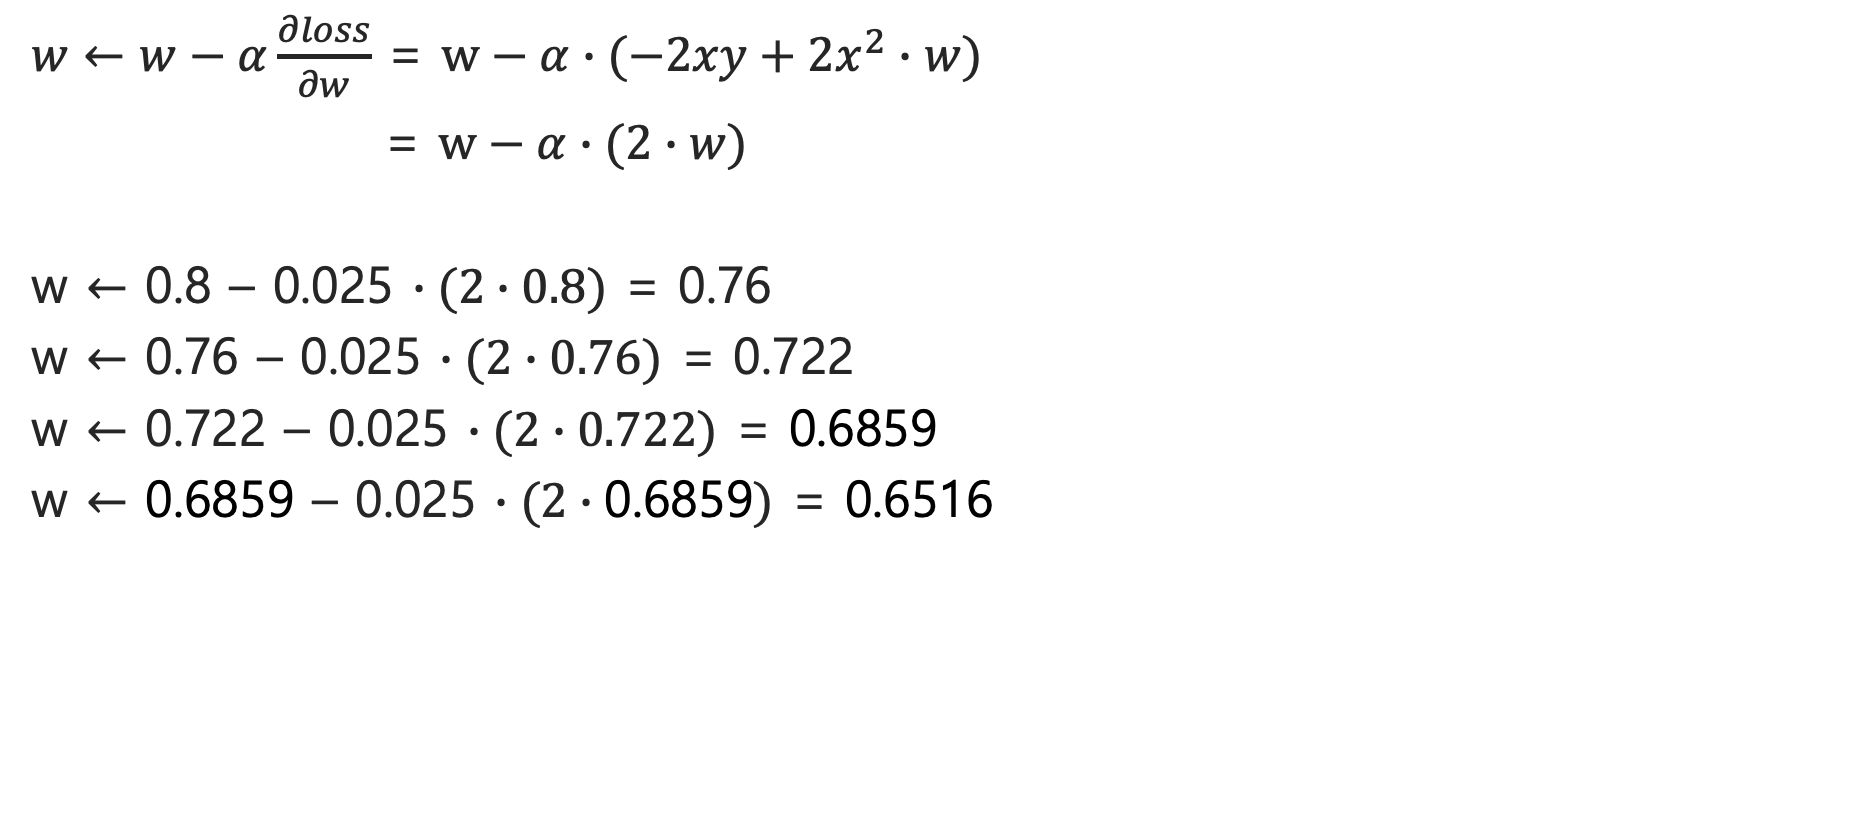 w ← w − α ∂loss/∂w = w − α · (−2xy + 2x² · w)
= w − α · (2 · w)
w ← 0.8 − 0.025 · (2 · 0.8) = 0.76
w ← 0.76 − 0.025 · (2 · 0.76) = 0.722
w ← 0.722 − 0.025 · (2 · 0.722) = 0.6859
w ← 0.6859 − 0.025 · (2 · 0.6859) = 0.6516